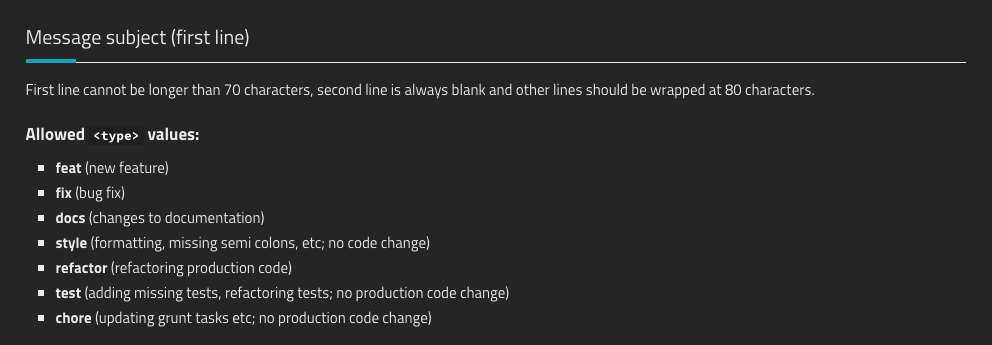 Message subject (first line)
First line cannot be longer than 70 characters, second line is always blank and other lines should be wrapped at 80 characters.
Allowed <type> values:
feat (new feature)
fix (bug fix)
docs (changes to documentation)
style (formatting, missing semi colons, etc; no code change)
refactor (refactoring production code)
test (adding missing tests, refactoring tests; no production code change)
chore (updating grunt tasks etc; no production code change)